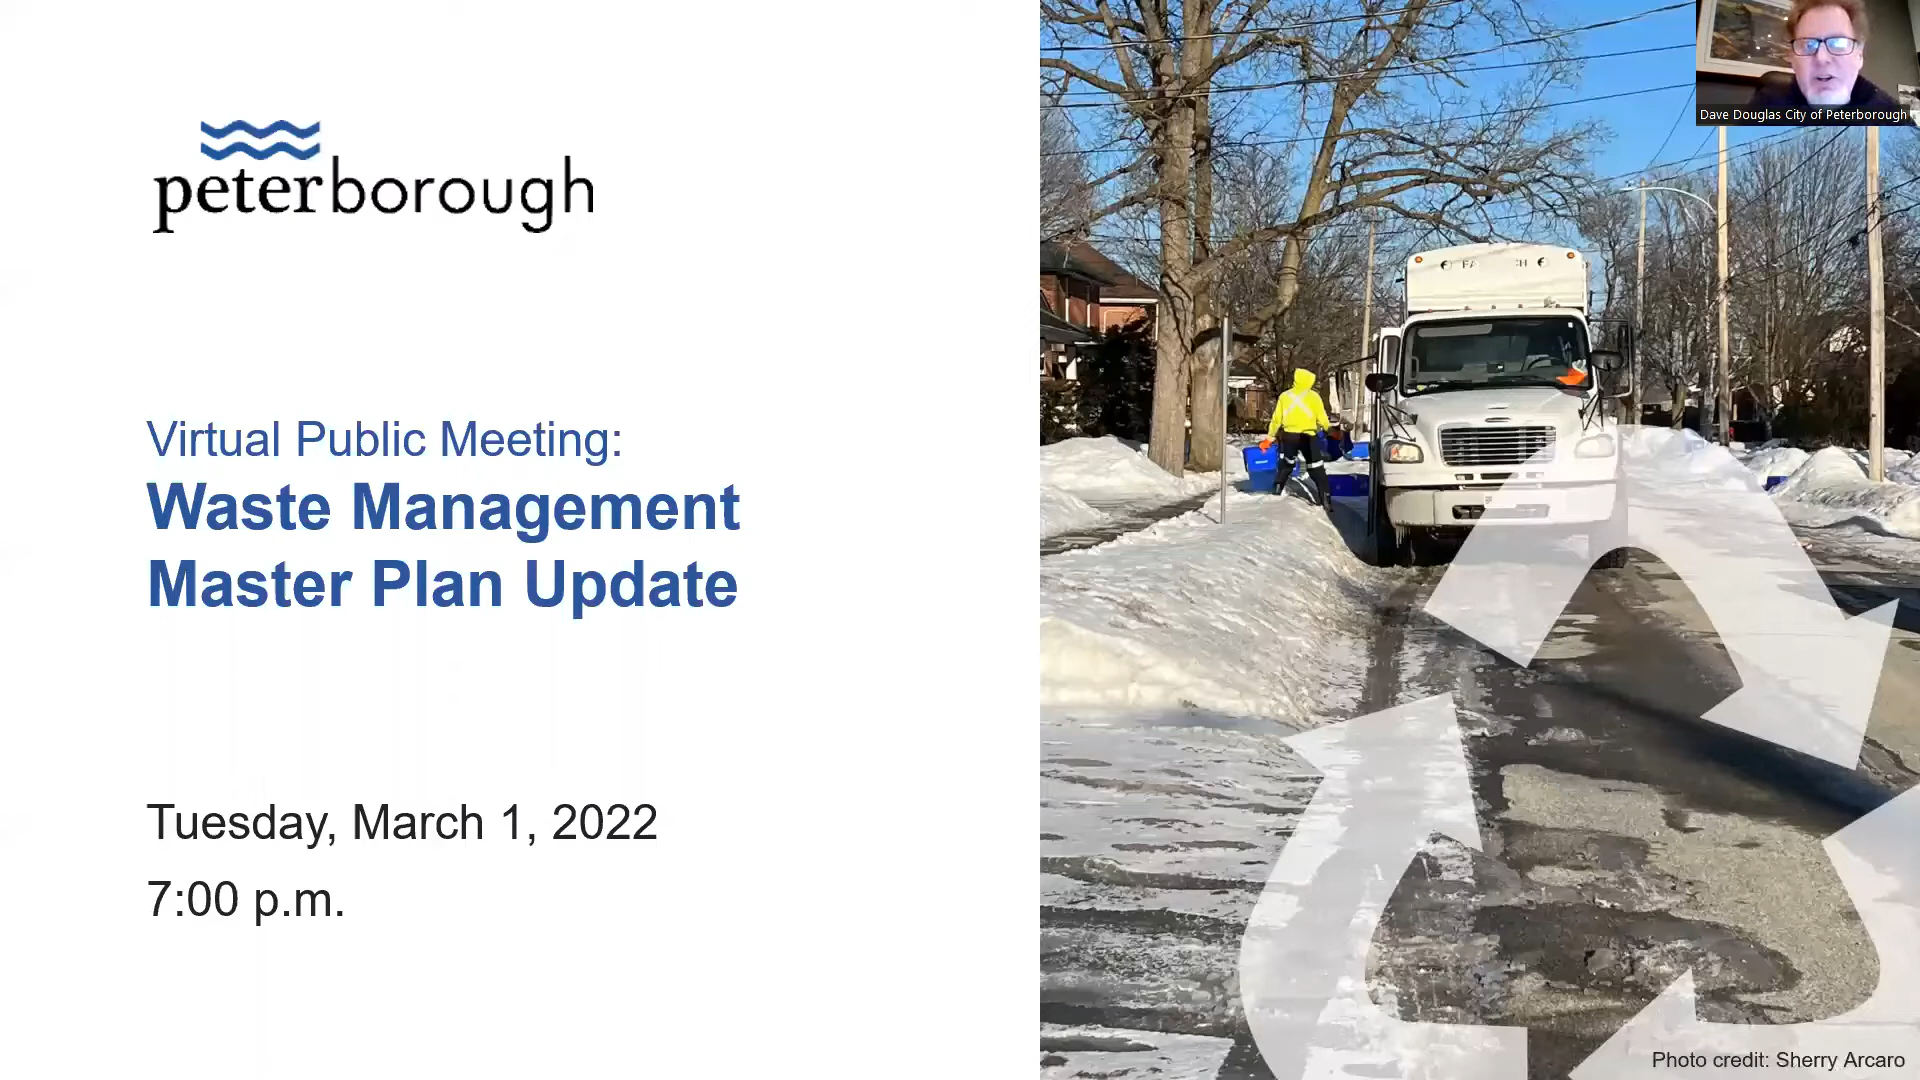 peterborough
Virtual Public Meeting:
Waste Management
Master Plan Update
Tuesday, March 1, 2022
7:00 p.m.
Dave Douglas City of Peterborough
Photo credit: Sherry Arcaro